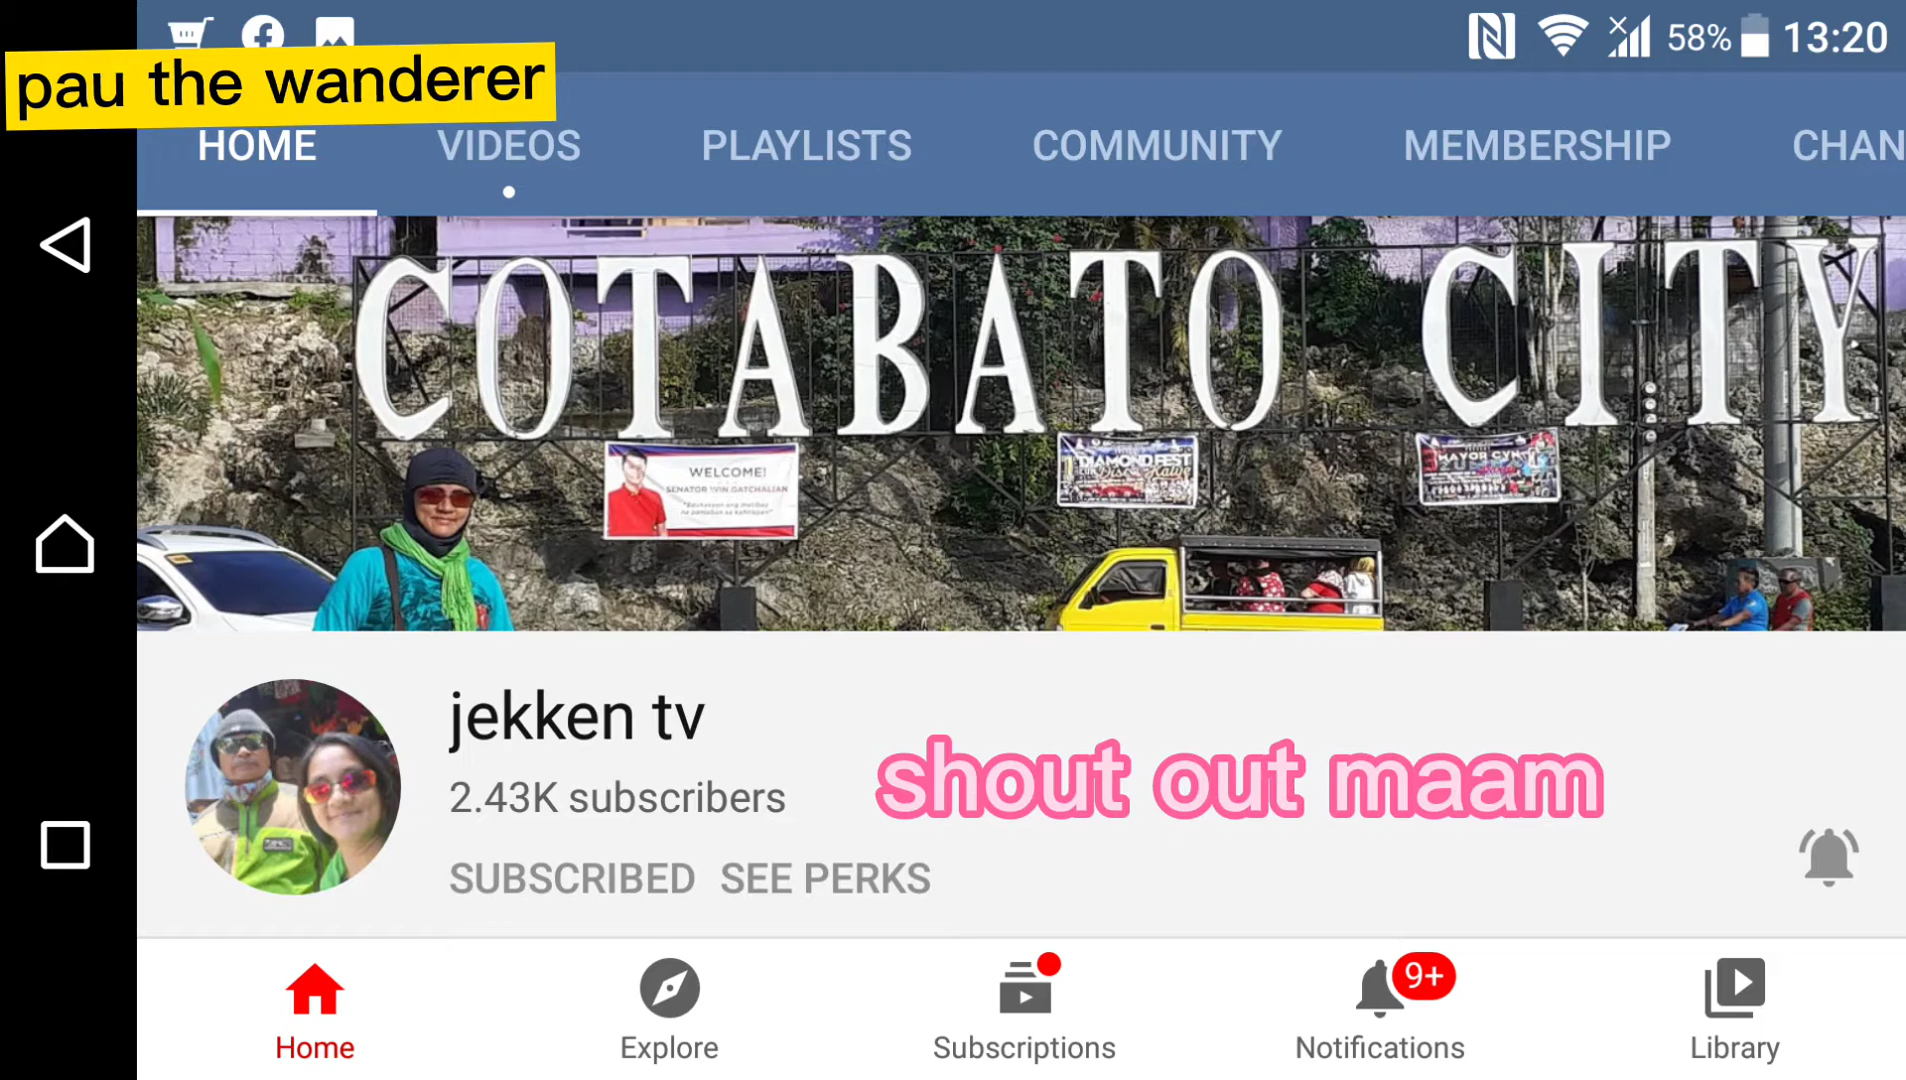 58% 13:20
pau the wanderer
HOME VIDEOS PLAYLISTS COMMUNITY MEMBERSHIP CHAN
COTABATO CITY
WELCOME!
SENATOR WIN GATCHALIAN
DIAMOND FEST
MAYOR CYN
jekken tv
2.43K subscribers
shout out maam
SUBSCRIBED SEE PERKS
9+
Home Explore Subscriptions Notifications Library